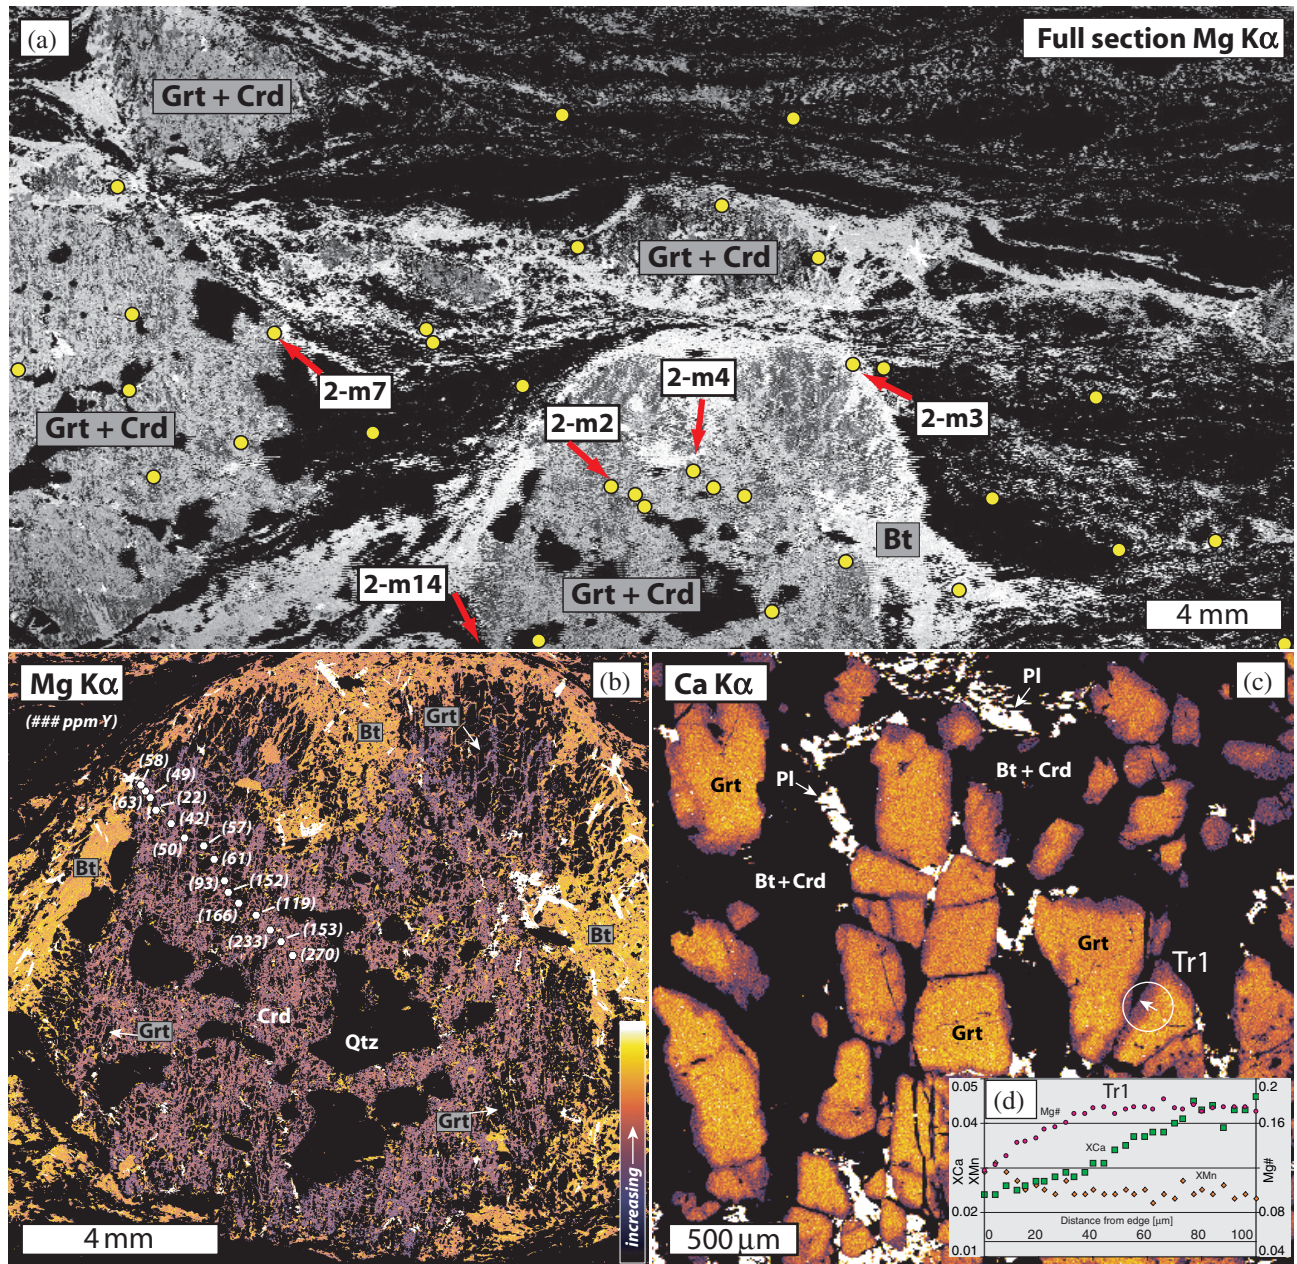 (a)
Full section Mg Kα
Grt + Crd
Grt + Crd
2-m7
2-m4
Grt + Crd
2-m2
2-m3
Bt
2-m14
Grt + Crd
4 mm
Mg Kα
(b)
(### ppm Y)
Grt
Bt
(58)
(49)
(63)
(22)
(42)
(57)
(50)
(61)
Bt
(93)
(152)
(166)
(119)
(153)
(233)
(270)
Bt
Crd
Grt
Qtz
Grt
increasing
4 mm
Ca Kα
(c)
Pl
Grt
Pl
Bt + Crd
Bt + Crd
Grt
Tr1
Grt
500 µm
(d)
Tr1
0.05
0.2
Mg#
0.04
0.16
XCa
XCa
XMn
Mg#
XMn
0.02
0.08
Distance from edge [µm]
0.01
0.04
0
20
40
60
80
100